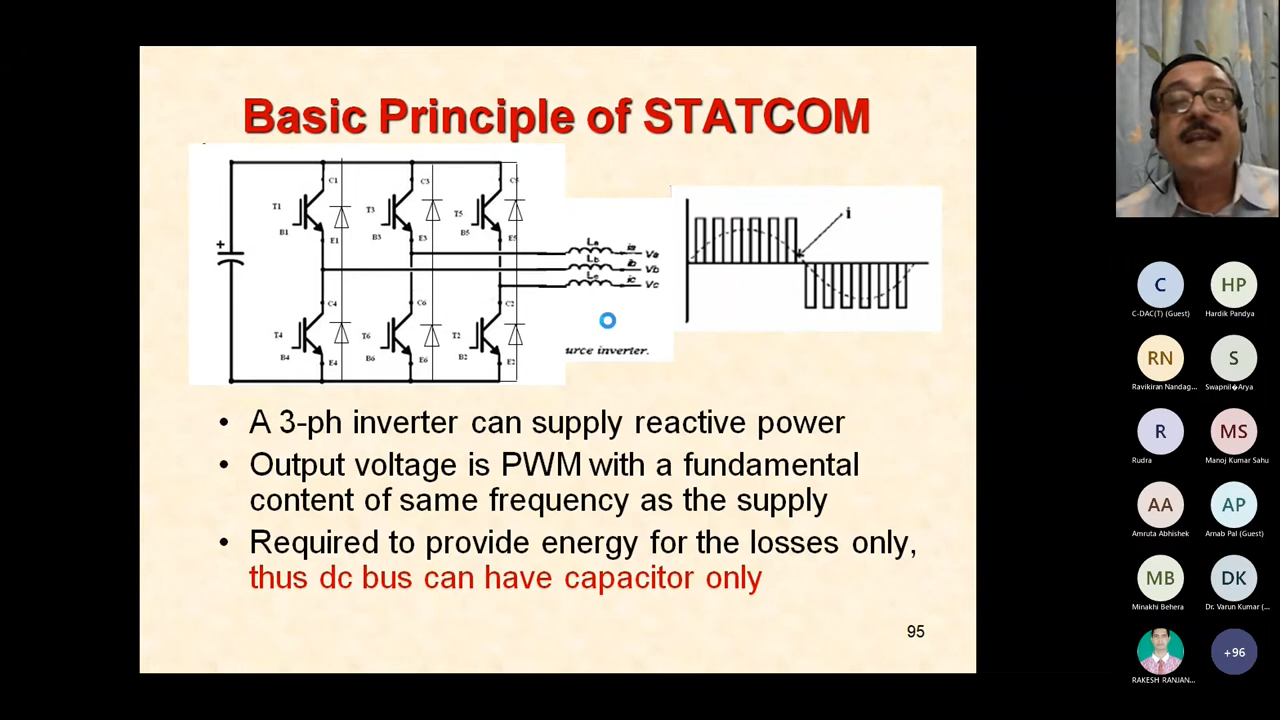 Basic Principle of STATCOM
C1
C3
C5
T1
T3
T5
B1
B3
B5
E1
E3
E5
+
La
Lb
Lc
ia
ib
ic
Va
Vb
Vc
i
C4
C6
C2
T4
T6
T2
B4
B6
B2
E4
E6
E2
urce inverter.
• A 3-ph inverter can supply reactive power
• Output voltage is PWM with a fundamental
content of same frequency as the supply
• Required to provide energy for the losses only,
thus dc bus can have capacitor only
95
C
HP
C-DAC(T) (Guest)
Hardik Pandya
RN
S
Ravikiran Nandag...
Swapnil�Arya
R
MS
Rudra
Manoj Kumar Sahu
AA
AP
Amruta Abhishek
Arnab Pal (Guest)
MB
DK
Minakhi Behera
Dr. Varun Kumar (...
+96
RAKESH RANJAN...